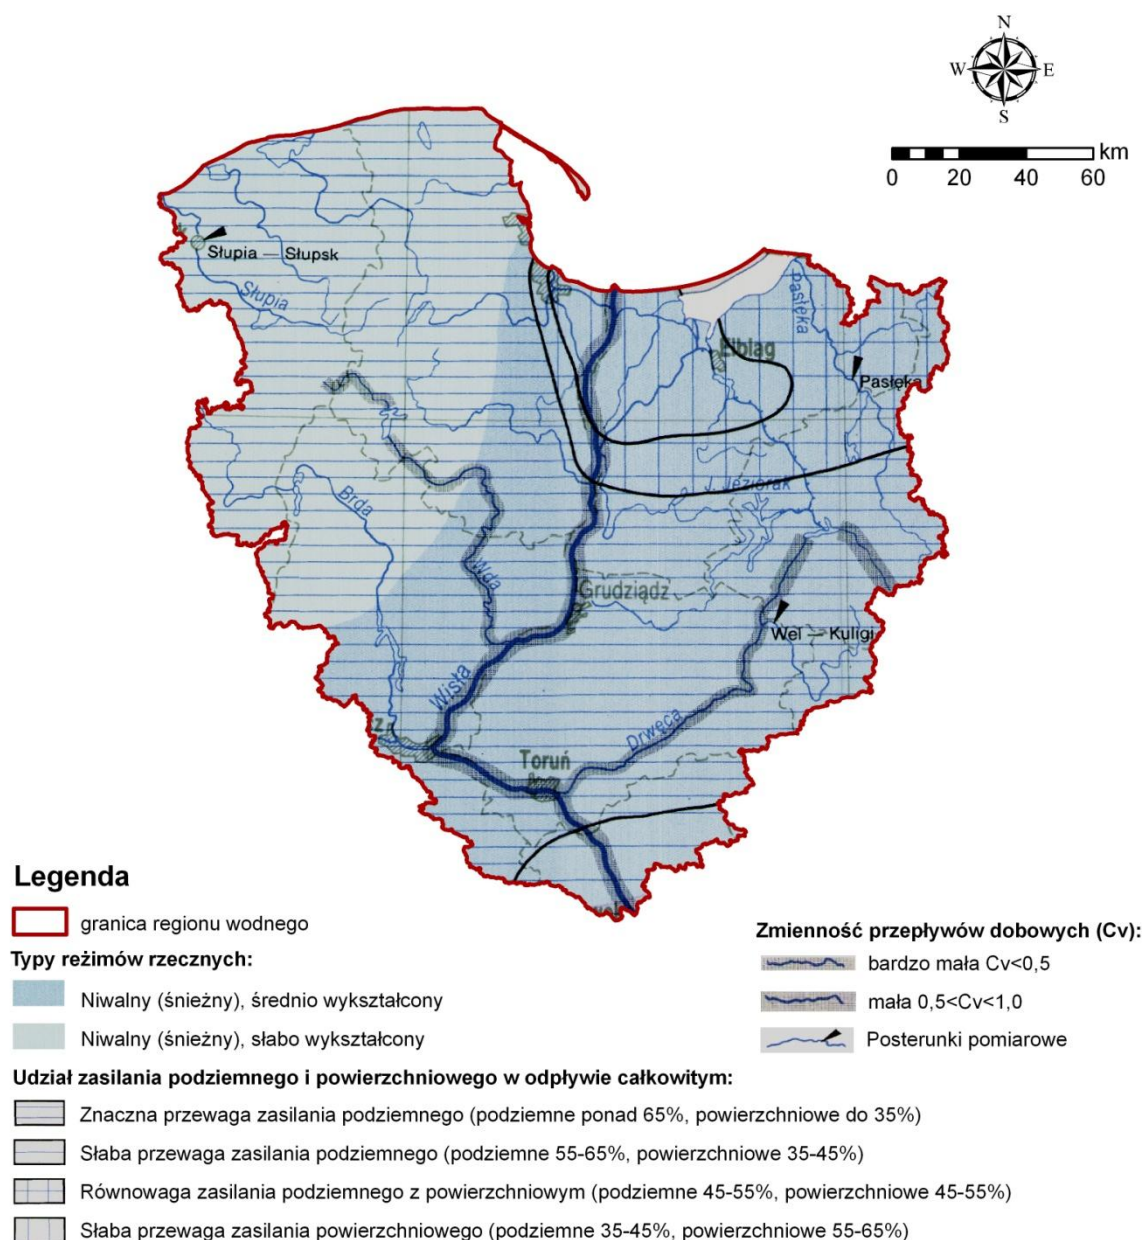 N
W E
S
km
0 20 40 60
Słupia — Słupsk
Słupia
Pasłęka
Elbląg
Pasłęka
J. Jeziorak
Brda
Wda
Grudziądz
Wel — Kuligi
Wisła
Drwęca
Toruń
Legenda
granica regionu wodnego
Typy reżimów rzecznych:
Niwalny (śnieżny), średnio wykształcony
Niwalny (śnieżny), słabo wykształcony
Zmienność przepływów dobowych (Cv):
bardzo mała Cv<0,5
mała 0,5<Cv<1,0
Posterunki pomiarowe
Udział zasilania podziemnego i powierzchniowego w odpływie całkowitym:
Znaczna przewaga zasilania podziemnego (podziemne ponad 65%, powierzchniowe do 35%)
Słaba przewaga zasilania podziemnego (podziemne 55-65%, powierzchniowe 35-45%)
Równowaga zasilania podziemnego z powierzchniowym (podziemne 45-55%, powierzchniowe 45-55%)
Słaba przewaga zasilania powierzchniowego (podziemne 35-45%, powierzchniowe 55-65%)